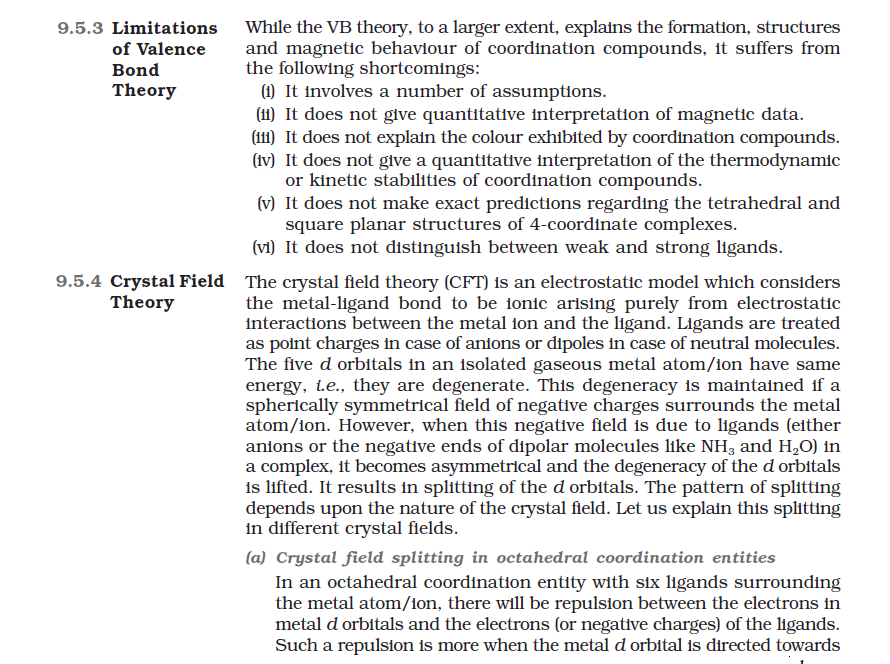 9.5.3 Limitations of Valence Bond Theory
While the VB theory, to a larger extent, explains the formation, structures
and magnetic behaviour of coordination compounds, it suffers from
the following shortcomings:
(i) It involves a number of assumptions.
(ii) It does not give quantitative interpretation of magnetic data.
(iii) It does not explain the colour exhibited by coordination compounds.
(iv) It does not give a quantitative interpretation of the thermodynamic
or kinetic stabilities of coordination compounds.
(v) It does not make exact predictions regarding the tetrahedral and
square planar structures of 4-coordinate complexes.
(vi) It does not distinguish between weak and strong ligands.
9.5.4 Crystal Field Theory
The crystal field theory (CFT) is an electrostatic model which considers
the metal-ligand bond to be ionic arising purely from electrostatic
interactions between the metal ion and the ligand. Ligands are treated
as point charges in case of anions or dipoles in case of neutral molecules.
The five d orbitals in an isolated gaseous metal atom/ion have same
energy, i.e., they are degenerate. This degeneracy is maintained if a
spherically symmetrical field of negative charges surrounds the metal
atom/ion. However, when this negative field is due to ligands (either
anions or the negative ends of dipolar molecules like NH₃ and H₂O) in
a complex, it becomes asymmetrical and the degeneracy of the d orbitals
is lifted. It results in splitting of the d orbitals. The pattern of splitting
depends upon the nature of the crystal field. Let us explain this splitting
in different crystal fields.
(a) Crystal field splitting in octahedral coordination entities
In an octahedral coordination entity with six ligands surrounding
the metal atom/ion, there will be repulsion between the electrons in
metal d orbitals and the electrons (or negative charges) of the ligands.
Such a repulsion is more when the metal d orbital is directed towards